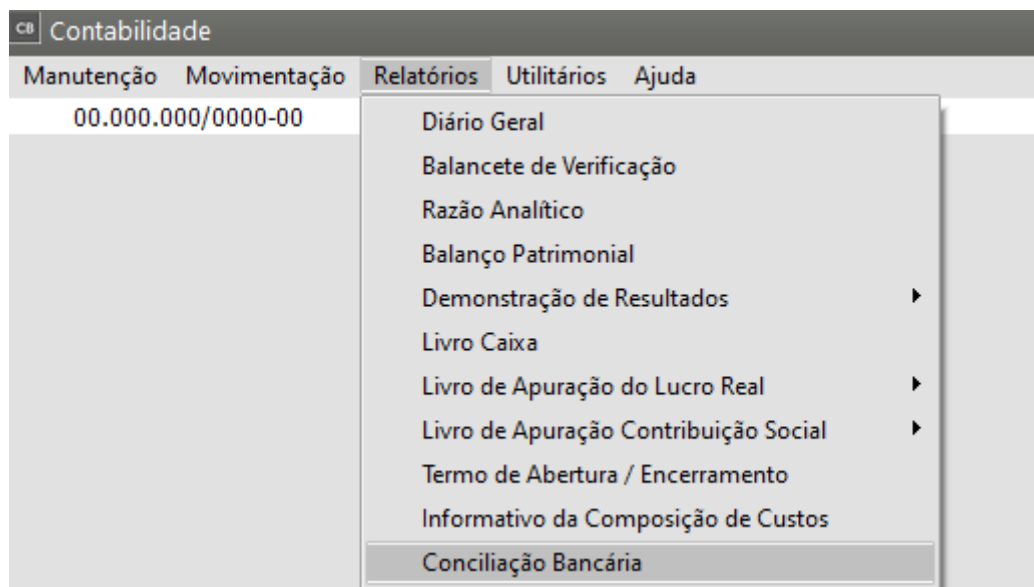 CB Contabilidade
Manutenção Movimentação Relatórios Utilitários Ajuda
00.000.000/0000-00
Diário Geral
Balancete de Verificação
Razão Analítico
Balanço Patrimonial
Demonstração de Resultados
Livro Caixa
Livro de Apuração do Lucro Real
Livro de Apuração Contribuição Social
Termo de Abertura / Encerramento
Informativo da Composição de Custos
Conciliação Bancária